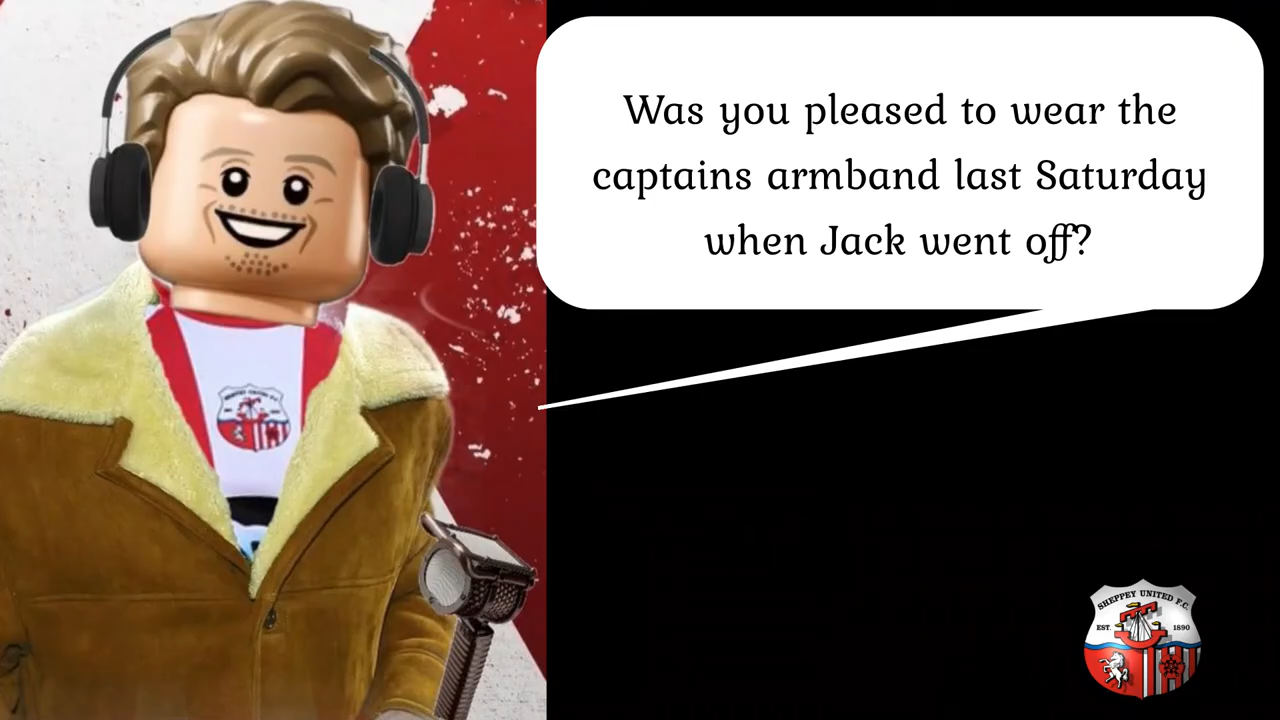 Was you pleased to wear the
captains armband last Saturday
when Jack went off?
SHEPPEY UNITED F.C.
EST. 1890